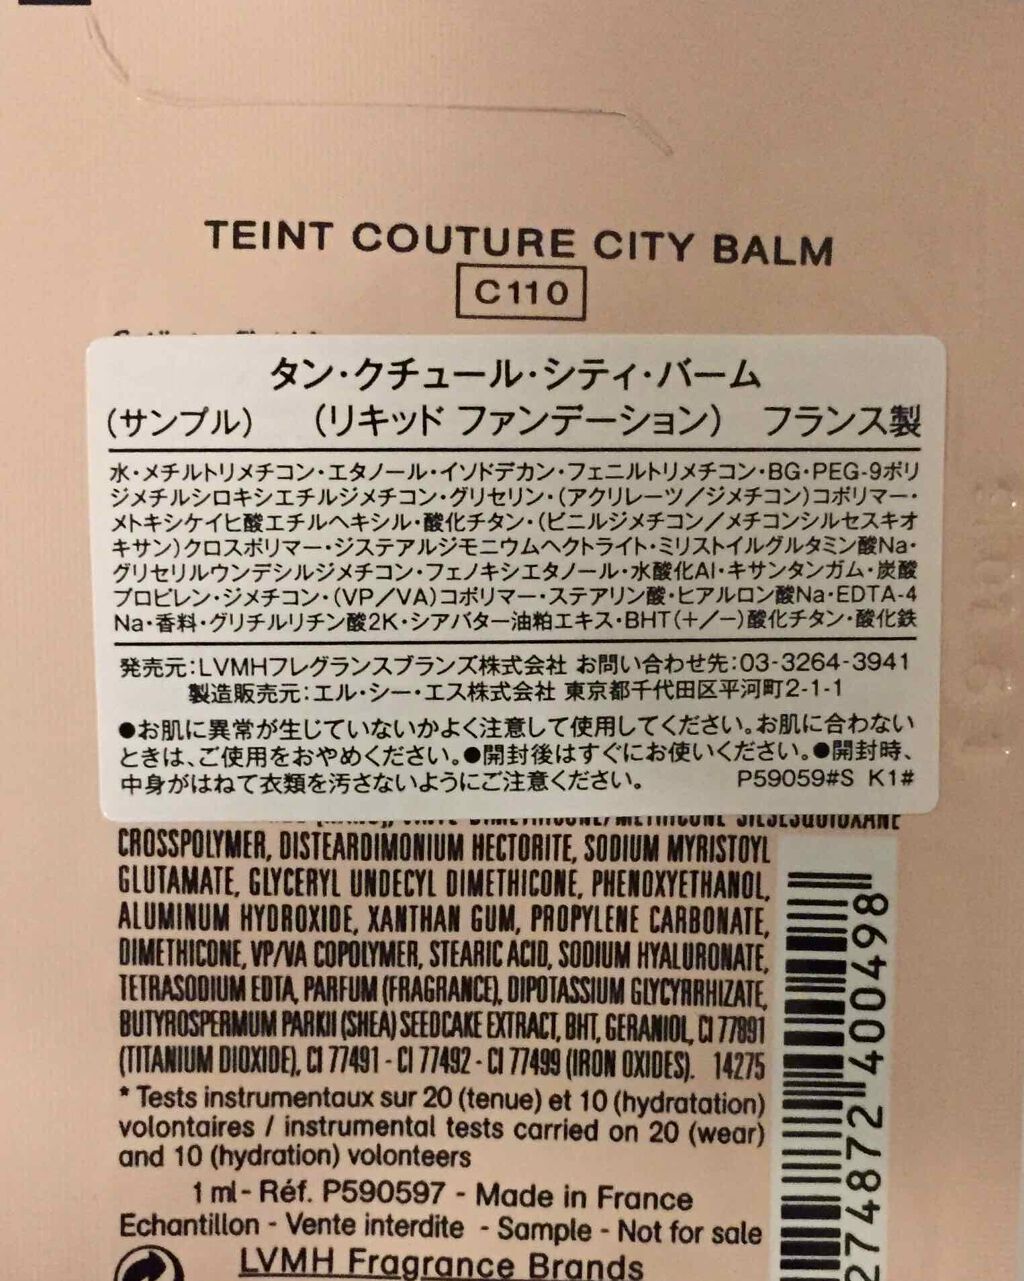 TEINT COUTURE CITY BALM
C110
タン・クチュール・シティ・バーム
(サンプル) (リキッド ファンデーション) フランス製
水・メチルトリメチコン・エタノール・イソドデカン・フェニルトリメチコン・BG・PEG-9ポリ
ジメチルシロキシエチルジメチコン・グリセリン・(アクリレーツ/ジメチコン)コポリマー・
メトキシケイヒ酸エチルヘキシル・酸化チタン・(ビニルジメチコン/メチコンシルセスキオ
キサン)クロスポリマー・ジステアルジモニウムヘクトライト・ミリストイルグルタミン酸Na・
グリセリルウンデシルジメチコン・フェノキシエタノール・水酸化Al・キサンタンガム・炭酸
プロピレン・ジメチコン・(VP/VA)コポリマー・ステアリン酸・ヒアルロン酸Na・EDTA-4
Na・香料・グリチルリチン酸2K・シアバター油粕エキス・BHT(+/-)酸化チタン・酸化鉄
発売元:LVMHフレグランスブランズ株式会社 お問い合わせ先:03-3264-3941
製造販売元:エル・シー・エス株式会社 東京都千代田区平河町2-1-1
●お肌に異常が生じていないかよく注意して使用してください。お肌に合わない
ときは、ご使用をおやめください。●開封後はすぐにお使いください。●開封時、
中身がはねて衣類を汚さないようにご注意ください。 P59059#S K1#
DIMETHICONE/METHICONE SILSESQUIOXANE
CROSSPOLYMER, DISTEARDIMONIUM HECTORITE, SODIUM MYRISTOYL
GLUTAMATE, GLYCERYL UNDECYL DIMETHICONE, PHENOXYETHANOL,
ALUMINUM HYDROXIDE, XANTHAN GUM, PROPYLENE CARBONATE,
DIMETHICONE, VP/VA COPOLYMER, STEARIC ACID, SODIUM HYALURONATE,
TETRASODIUM EDTA, PARFUM (FRAGRANCE), DIPOTASSIUM GLYCYRRHIZATE,
BUTYROSPERMUM PARKII (SHEA) SEEDCAKE EXTRACT, BHT, GERANIOL, CI 77891
(TITANIUM DIOXIDE), CI 77491 - CI 77492 - CI 77499 (IRON OXIDES). 14275
* Tests instrumentaux sur 20 (tenue) et 10 (hydratation)
volontaires / instrumental tests carried on 20 (wear)
and 10 (hydration) volunteers
1 ml - Réf. P590597 - Made in France
Echantillon - Vente interdite - Sample - Not for sale
LVMH Fragrance Brands
274872400498